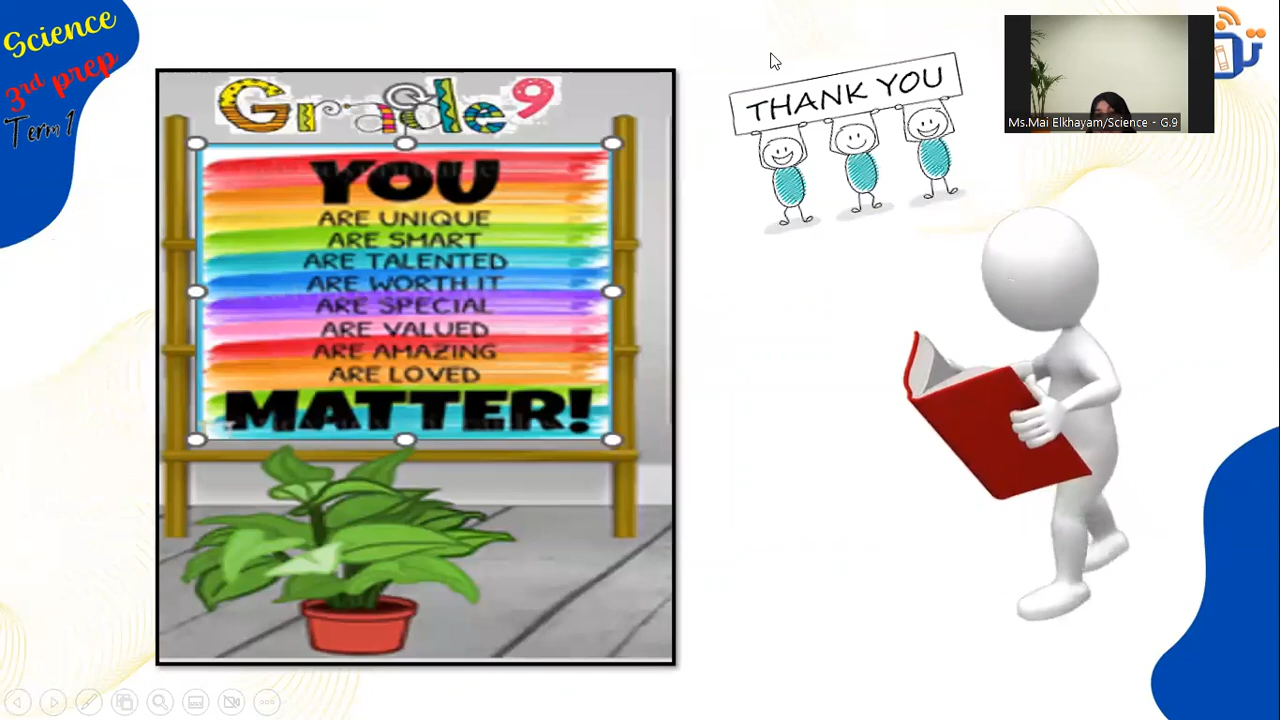 Science
3rd prep
Term 1
Grade 9
YOU
ARE UNIQUE
ARE SMART
ARE TALENTED
ARE WORTH IT
ARE SPECIAL
ARE VALUED
ARE AMAZING
ARE LOVED
MATTER!
THANK YOU
Ms.Mai Elkhayam/Science - G.9